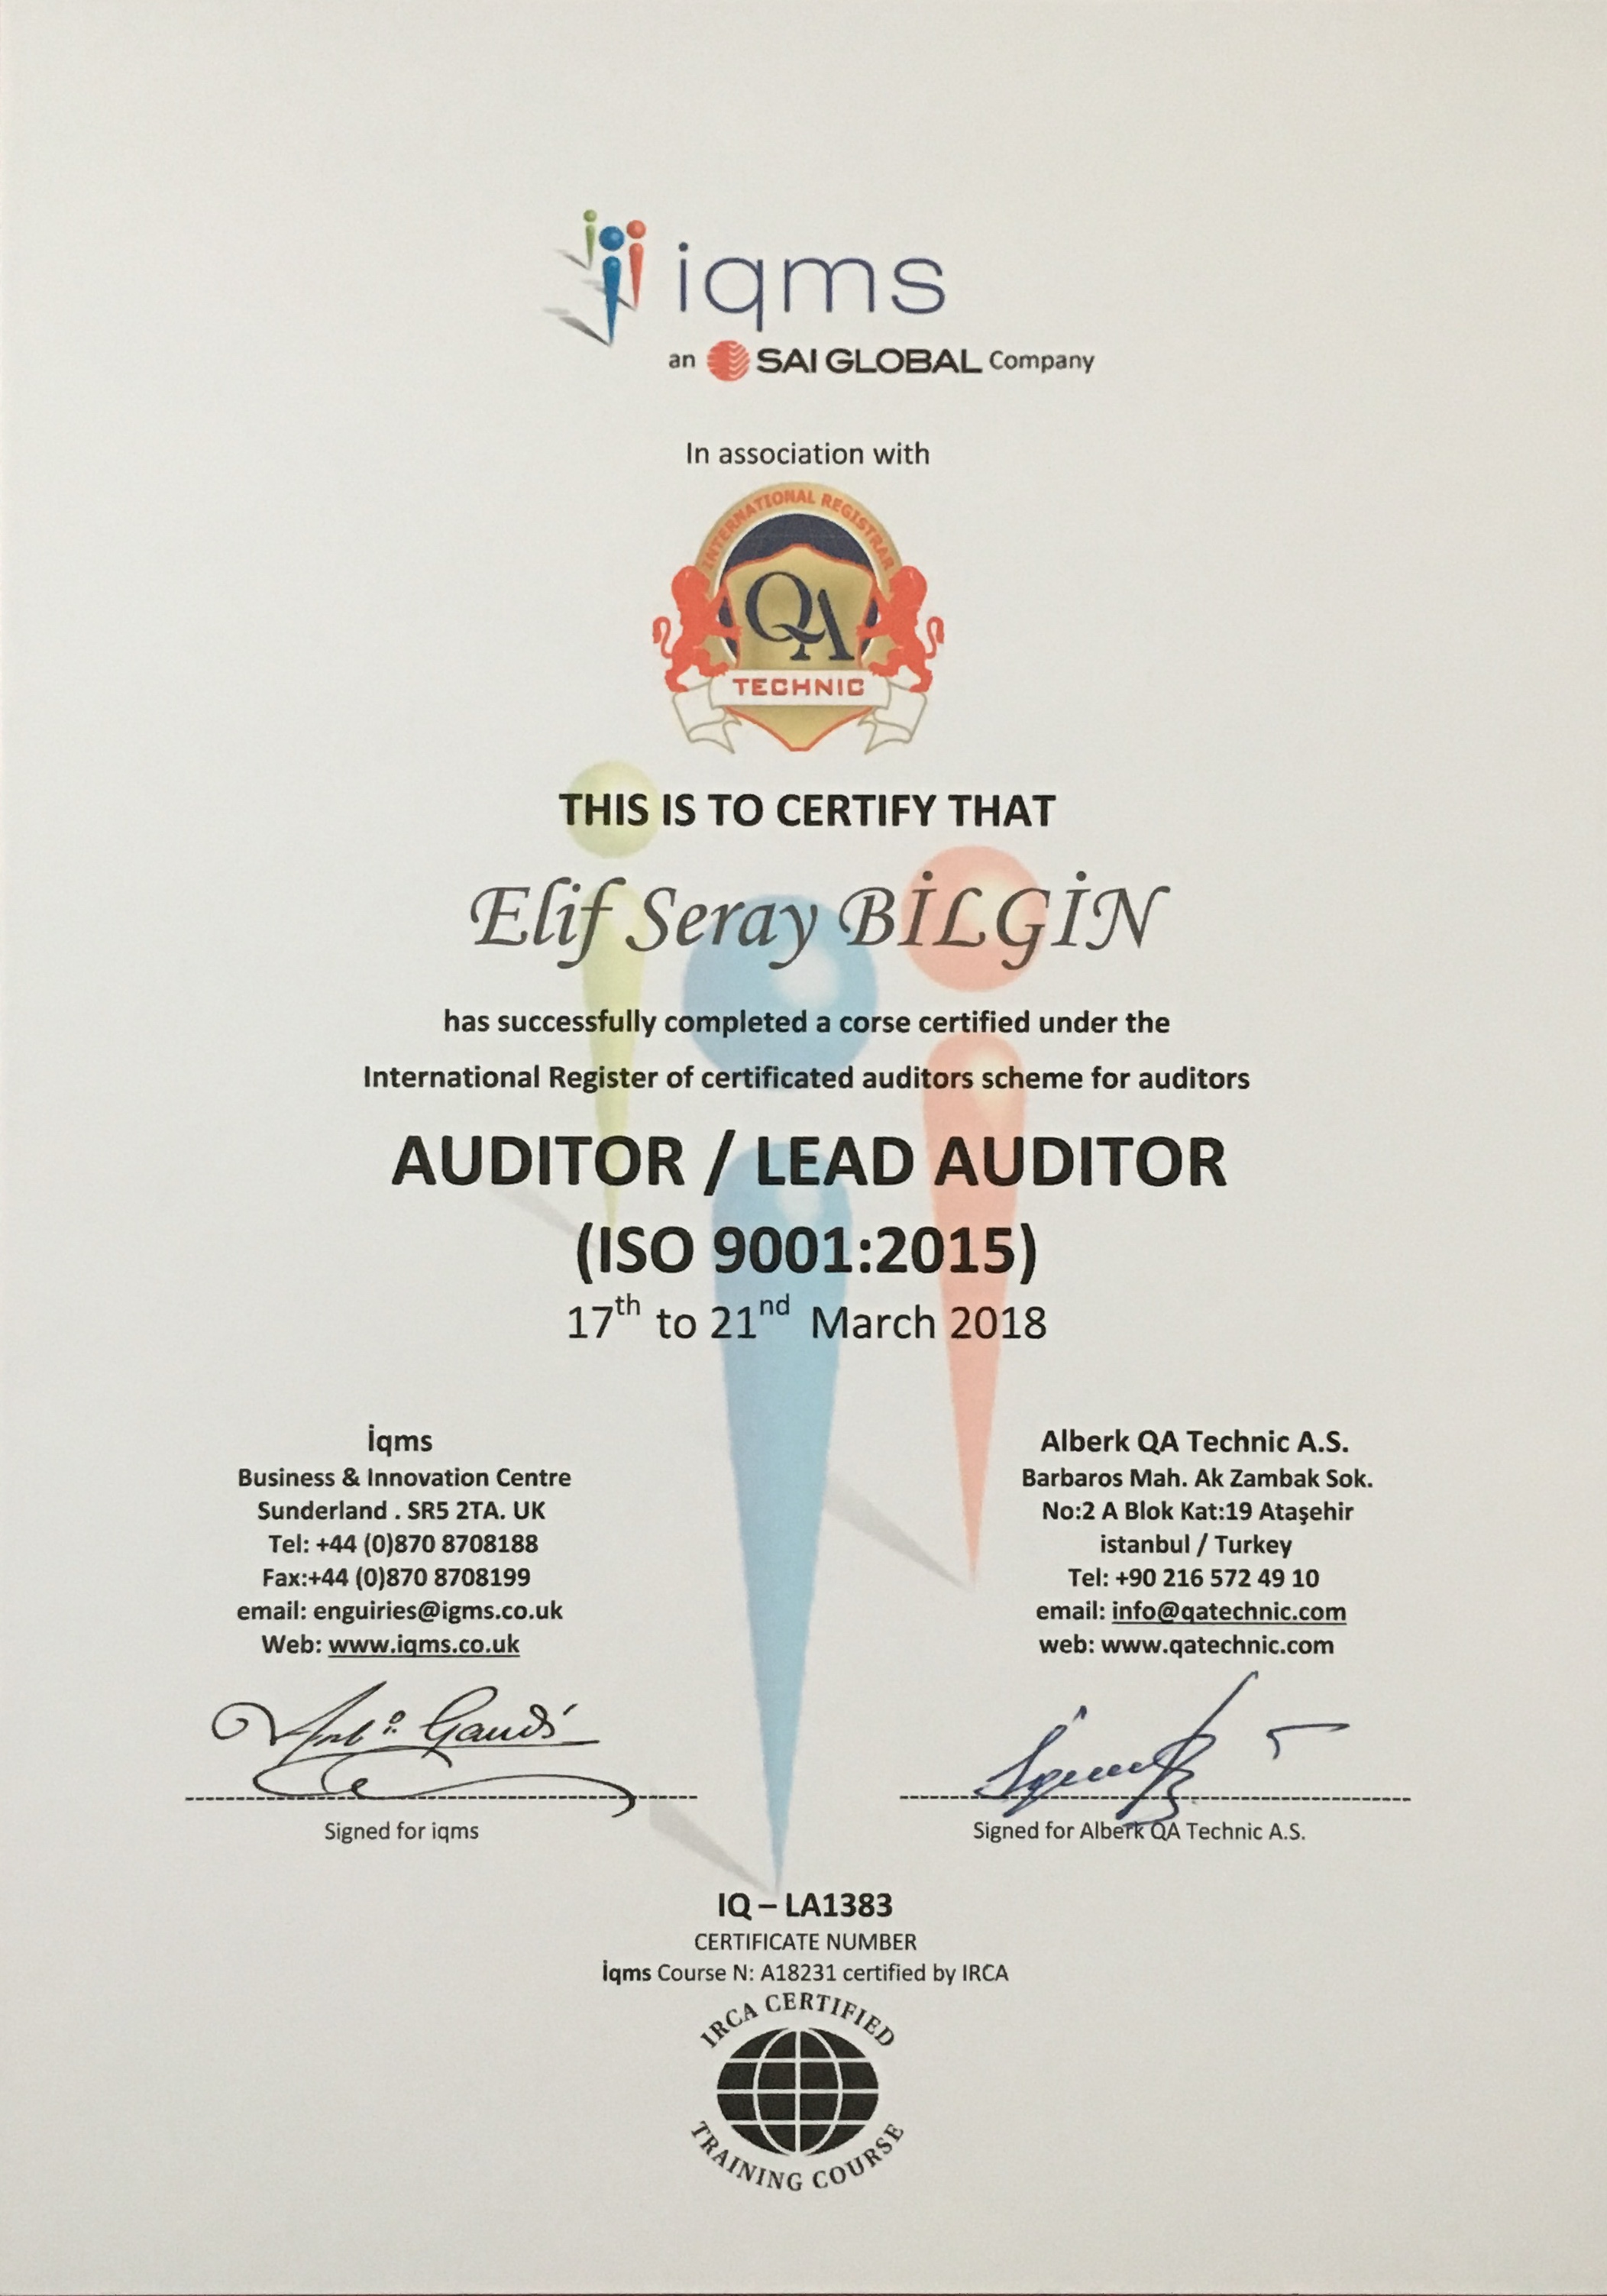 iqms
an SAI GLOBAL Company
In association with
INTERNATIONAL REGISTRAR
QA
TECHNIC
THIS IS TO CERTIFY THAT
Elif Seray BİLGİN
has successfully completed a corse certified under the
International Register of certificated auditors scheme for auditors
AUDITOR / LEAD AUDITOR
(ISO 9001:2015)
17th to 21nd March 2018
İqms
Business & Innovation Centre
Sunderland . SR5 2TA. UK
Tel: +44 (0)870 8708188
Fax:+44 (0)870 8708199
email: enguiries@igms.co.uk
Web: www.iqms.co.uk
Signed for iqms
Alberk QA Technic A.S.
Barbaros Mah. Ak Zambak Sok.
No:2 A Blok Kat:19 Ataşehir
istanbul / Turkey
Tel: +90 216 572 49 10
email: info@qatechnic.com
web: www.qatechnic.com
Signed for Alberk QA Technic A.S.
IQ – LA1383
CERTIFICATE NUMBER
İqms Course N: A18231 certified by IRCA
IRCA CERTIFIED
TRAINING COURSE